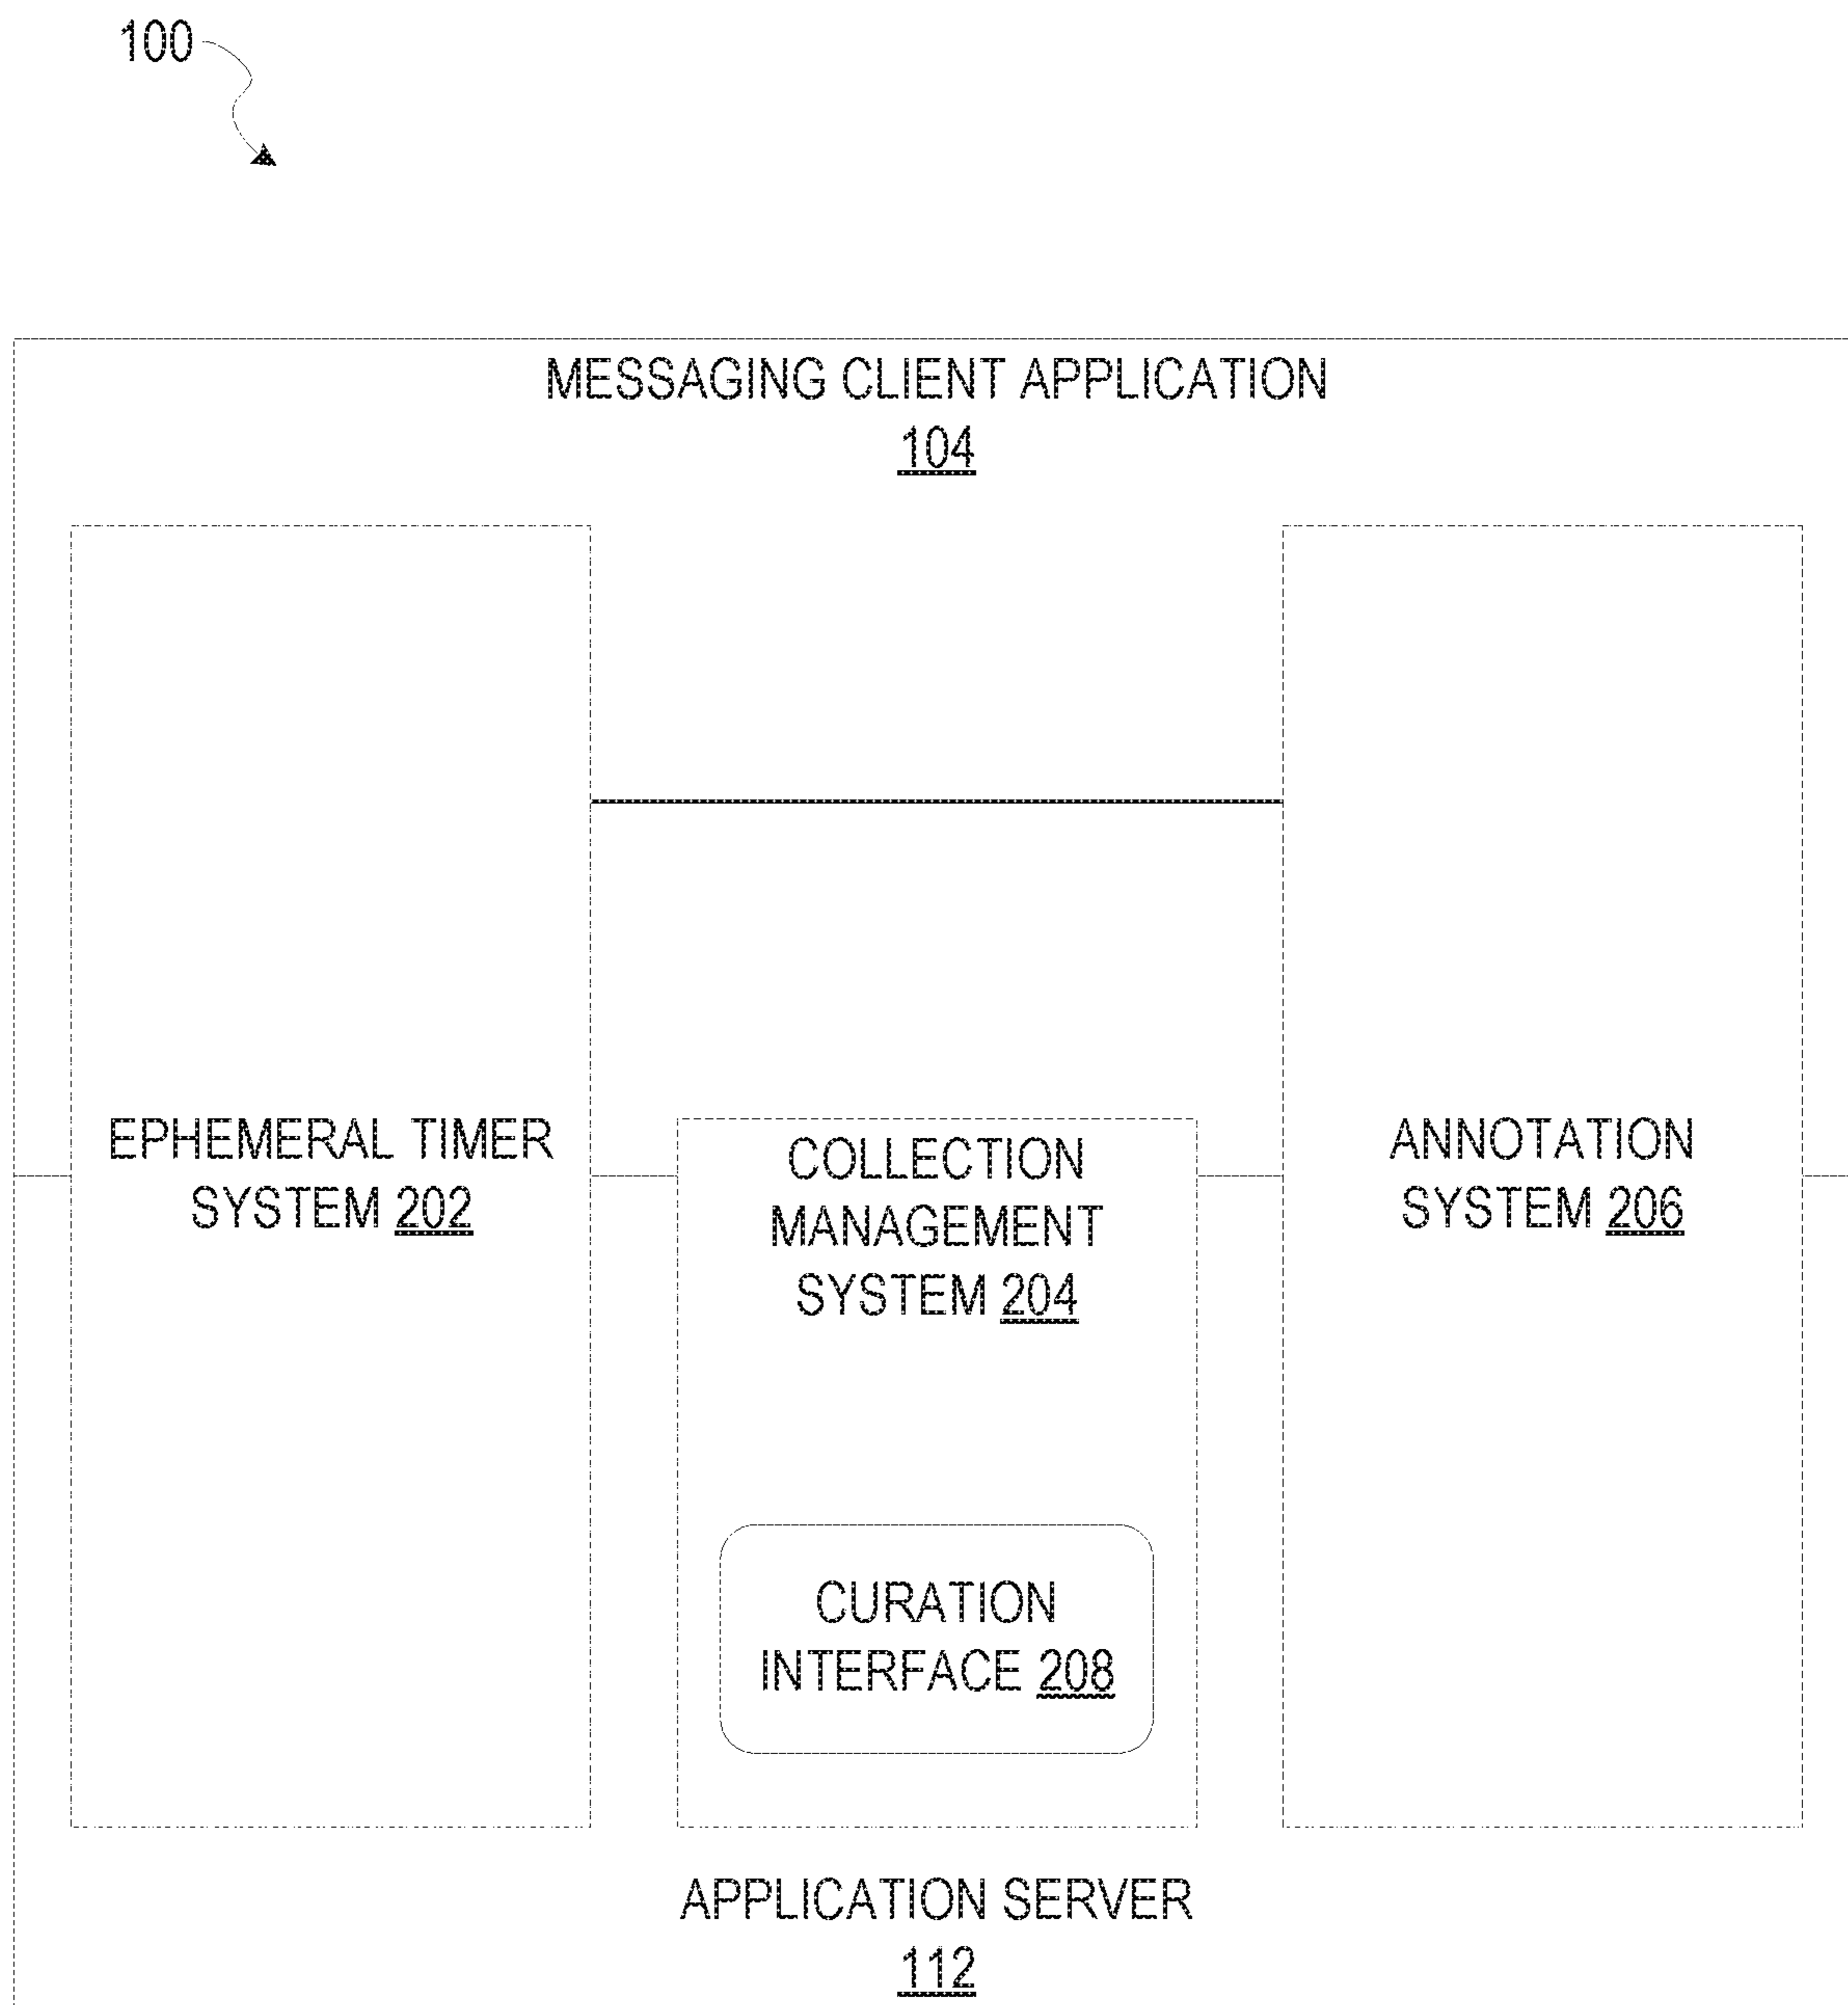 100
MESSAGING CLIENT APPLICATION
104
EPHEMERAL TIMER
SYSTEM 202
COLLECTION
MANAGEMENT
SYSTEM 204
CURATION
INTERFACE 208
ANNOTATION
SYSTEM 206
APPLICATION SERVER
112